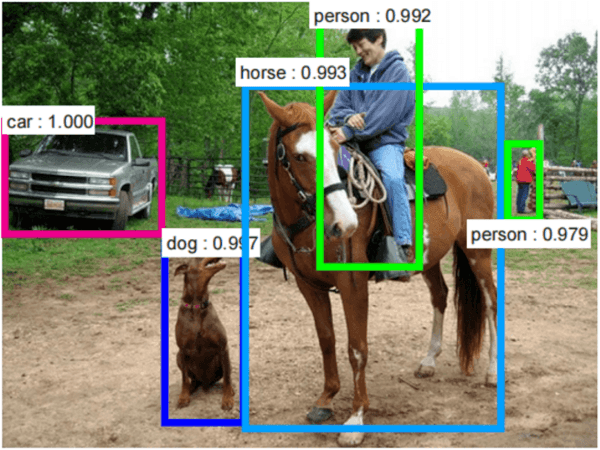 person : 0.992
horse : 0.993
car : 1.000
dog : 0.997
person : 0.979